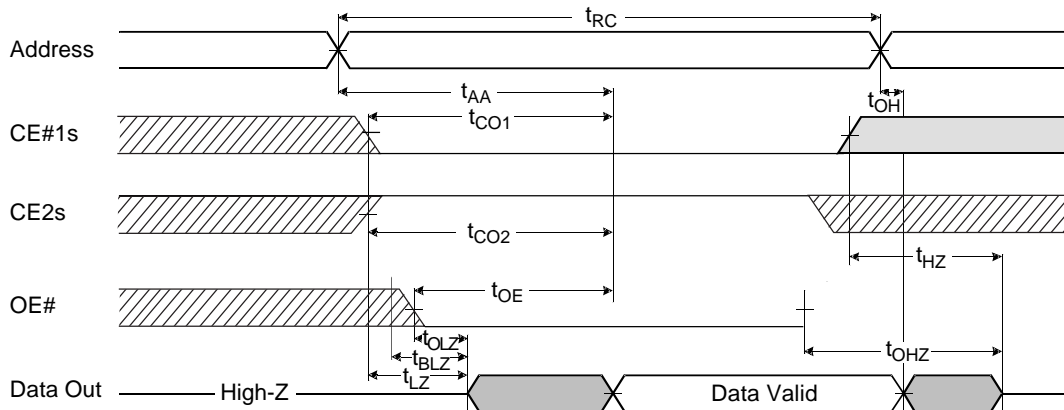 tRC
Address
tAA
tOH
tCO1
CE#1s
CE2s
tCO2
tHZ
tOE
OE#
tOLZ
tBLZ
tOHZ
tLZ
Data Out
High-Z
Data Valid